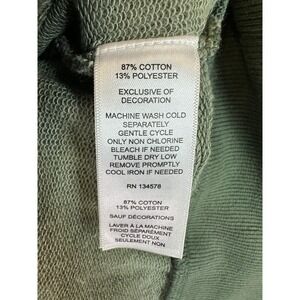 87% COTTON
13% POLYESTER
EXCLUSIVE OF
DECORATION
MACHINE WASH COLD
SEPARATELY
GENTLE CYCLE
ONLY NON CHLORINE
BLEACH IF NEEDED
TUMBLE DRY LOW
REMOVE PROMPTLY
COOL IRON IF NEEDED
RN 134578
87% COTTON
13% POLYESTER
SAUF DÉCORATIONS
LAVER À LA MACHINE
FROID SÉPARÉMENT
CYCLE DOUX
SEULEMENT NON